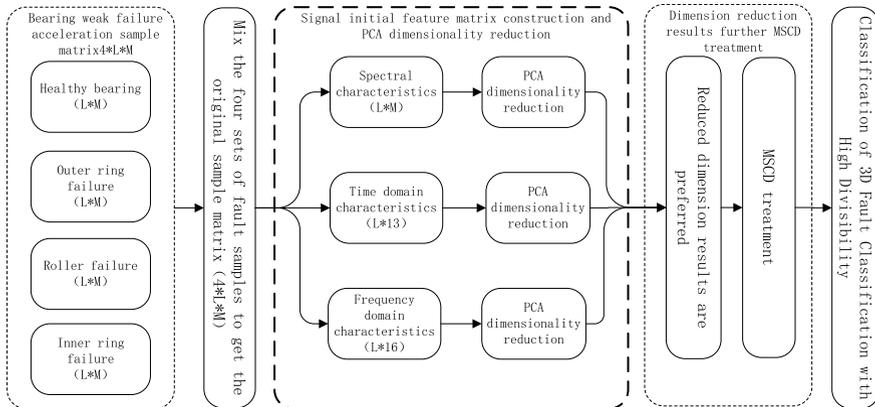 Bearing weak failure
acceleration sample
matrix4*L*M
Healthy bearing
(L*M)
Outer ring
failure
(L*M)
Roller failure
(L*M)
Inner ring
failure
(L*M)
Mix the four sets of fault samples to get the
original sample matrix (4*L*M)
Signal initial feature matrix construction and
PCA dimensionality reduction
Spectral
characteristics
(L*M)
PCA
dimensionality
reduction
Time domain
characteristics
(L*13)
PCA
dimensionality
reduction
Frequency
domain
characteristics
(L*16)
PCA
dimensionality
reduction
Dimension reduction
results further MSCD
treatment
Reduced dimension results are
preferred
MSCD treatment
Classification of 3D Fault Classification with
High Divisibility